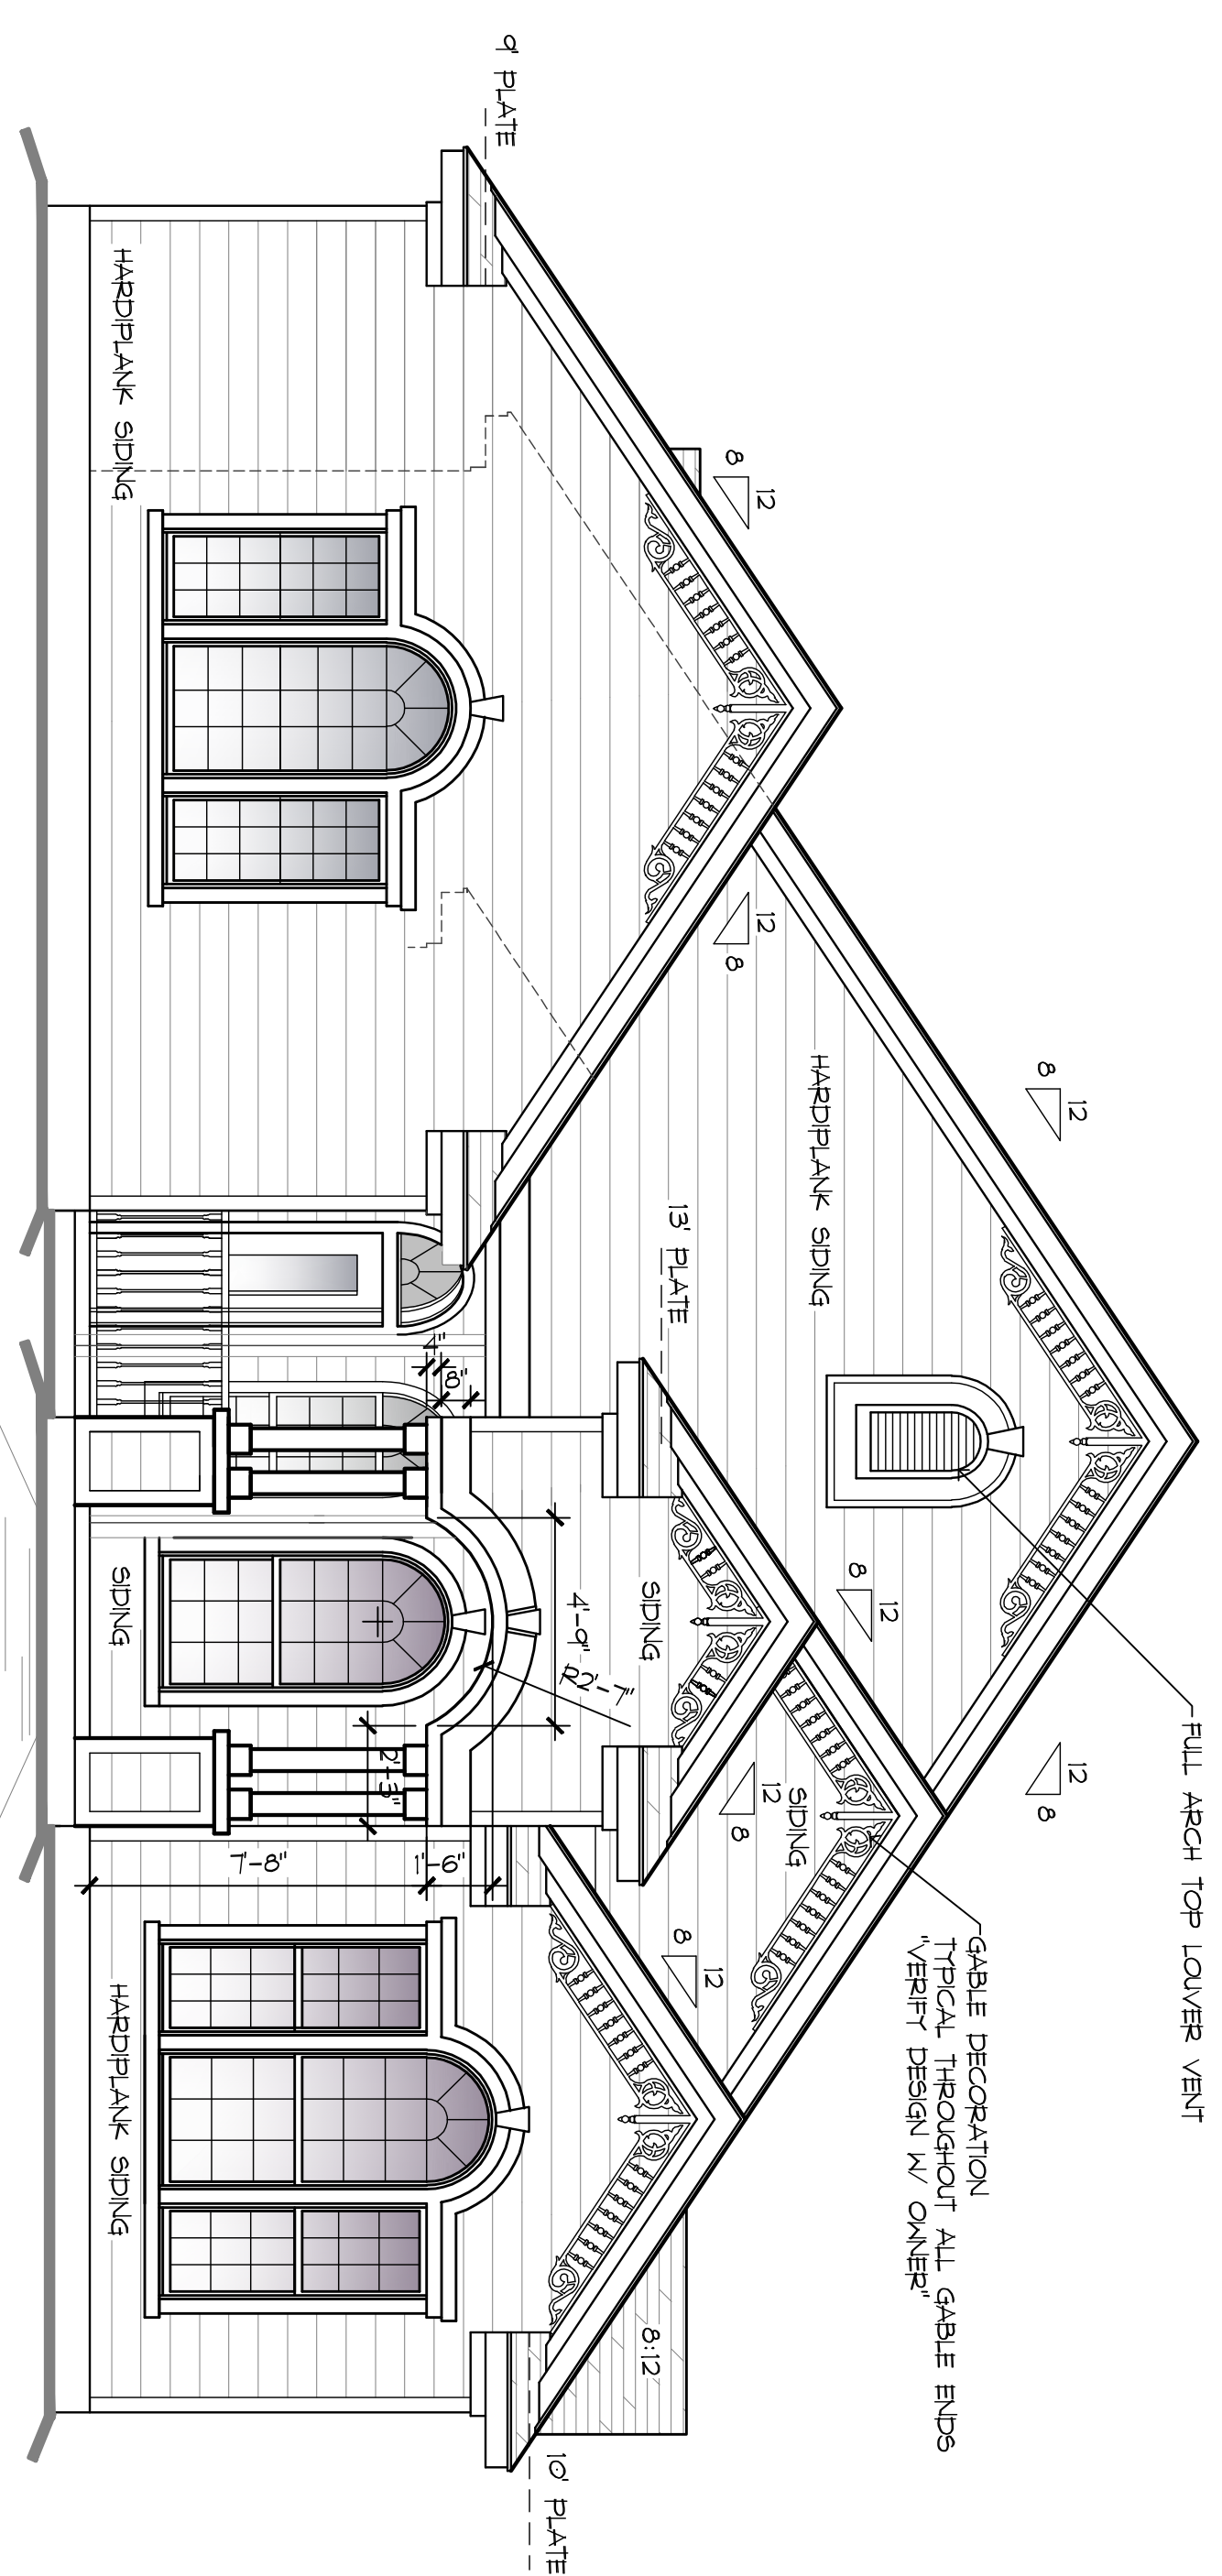 FULL ARCH TOP LOUVER VENT
8
12
12
8
GABLE DECORATION
TYPICAL THROUGHOUT ALL GABLE ENDS
"VERIFY DESIGN W/ OWNER"
HARDIPLANK SIDING
8
12
8
12
12
8
SIDING
12
8
8
12
13' PLATE
SIDING
8:12
4'-9"
R2'-7"
9' PLATE
10' PLATE
4"
8"
2'-3"
1'-6"
7'-8"
HARDIPLANK SIDING
SIDING
HARDIPLANK SIDING